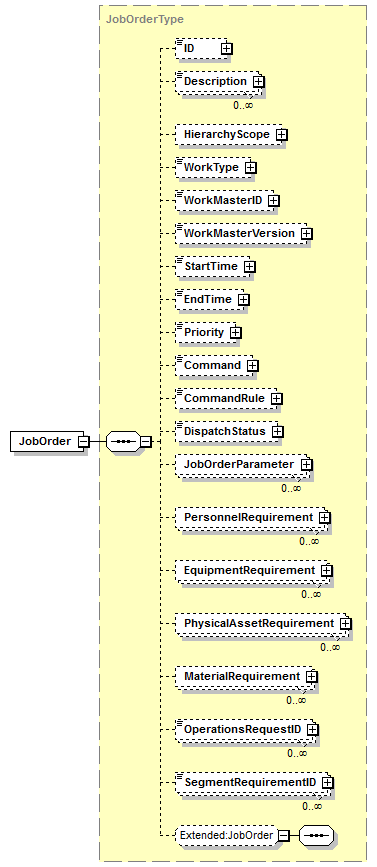 JobOrderType
ID
Description
0..∞
HierarchyScope
WorkType
WorkMasterID
WorkMasterVersion
StartTime
EndTime
Priority
Command
CommandRule
DispatchStatus
JobOrder
JobOrderParameter
0..∞
PersonnelRequirement
0..∞
EquipmentRequirement
0..∞
PhysicalAssetRequirement
0..∞
MaterialRequirement
0..∞
OperationsRequestID
0..∞
SegmentRequirementID
0..∞
Extended:JobOrder